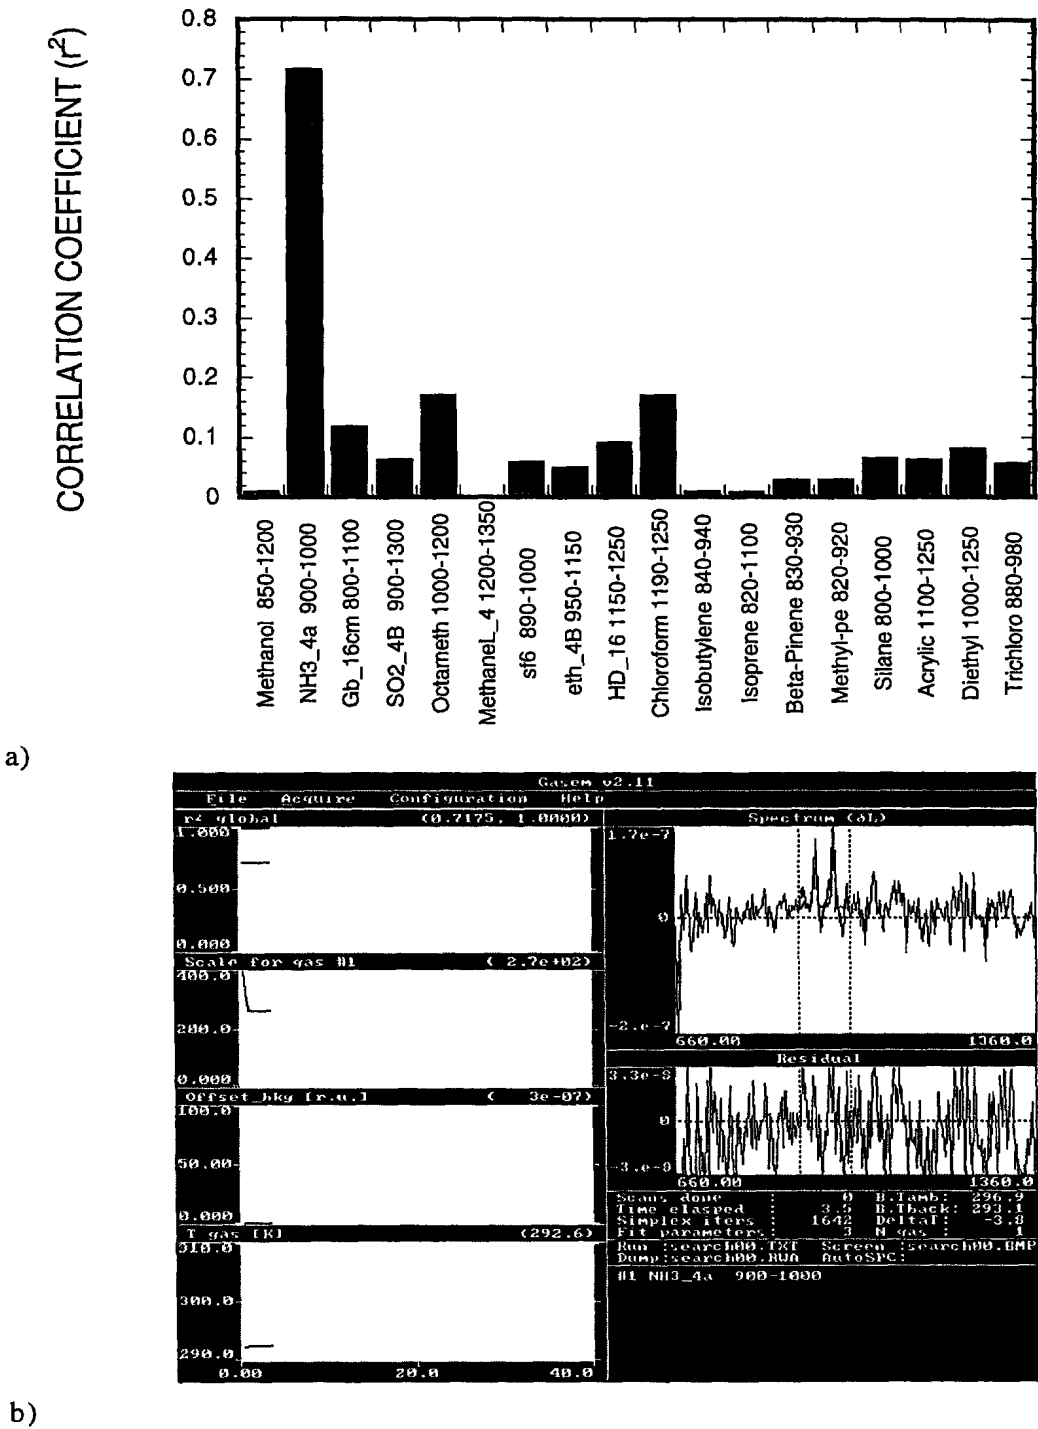 CORRELATION COEFFICIENT (r²)
0.8
0.7
0.6
0.5
0.4
0.3
0.2
0.1
0
Methanol 850-1200
NH3_4a 900-1000
Gb_16cm 800-1100
SO2_4B 900-1300
Octameth 1000-1200
MethaneL_4 1200-1350
sf6 890-1000
eth_4B 950-1150
HD_16 1150-1250
Chloroform 1190-1250
Isobutylene 840-940
Isoprene 820-1100
Beta-Pinene 830-930
Methyl-pe 820-920
Silane 800-1000
Acrylic 1100-1250
Diethyl 1000-1250
Trichloro 880-980
a)
Gasem v2.11
File Acquire Configuration Help
r² global (0.7175, 1.0000)
1.000
0.500
0.000
Scale for gas #1 ( 2.7e+02)
400.0
200.0
0.000
Offset_bkg [r.u.] ( 3e-07)
100.0
50.00
0.000
T gas [K] (292.6)
310.0
300.0
290.0
0.00 20.0 40.0
Spectrum (δL)
1.7e-7
0
-2.e-7
660.00 1360.0
Residual
3.3e-8
0
-3.e-8
660.00 1360.0
Scans done : 0 B.Tamb: 296.9
Time elasped : 3.5 B.Tback: 293.1
Simplex iters : 1642 DeltaT: -3.8
Fit parameters: 3 N gas : 1
Run :search00.TXT Screen :search00.BMP
Dump:search00.RWA AutoSPC:
#1 NH3_4a 900-1000
b)